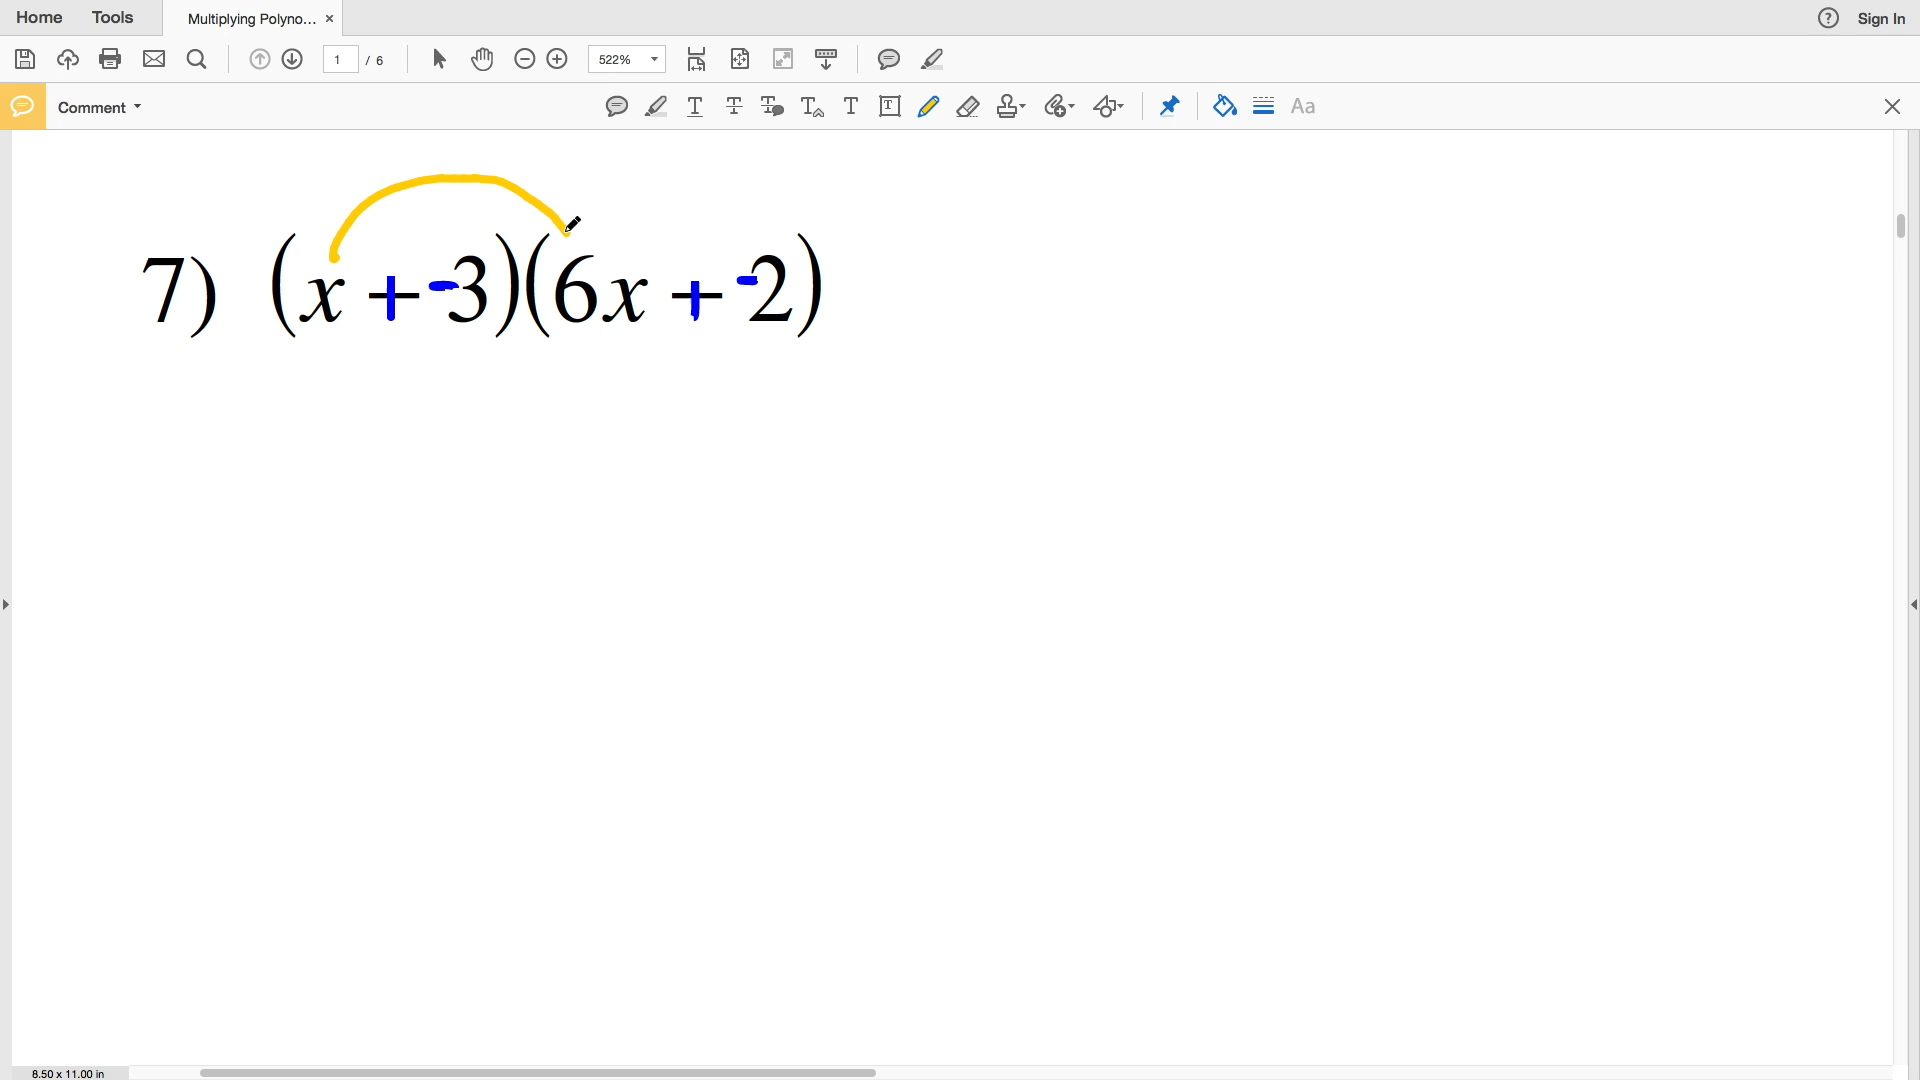 Home Tools Multiplying Polyno... × ? Sign In
1 / 6 522%
Comment T T T T T T Aa
7) (x + -3)(6x + -2)
8.50 x 11.00 in